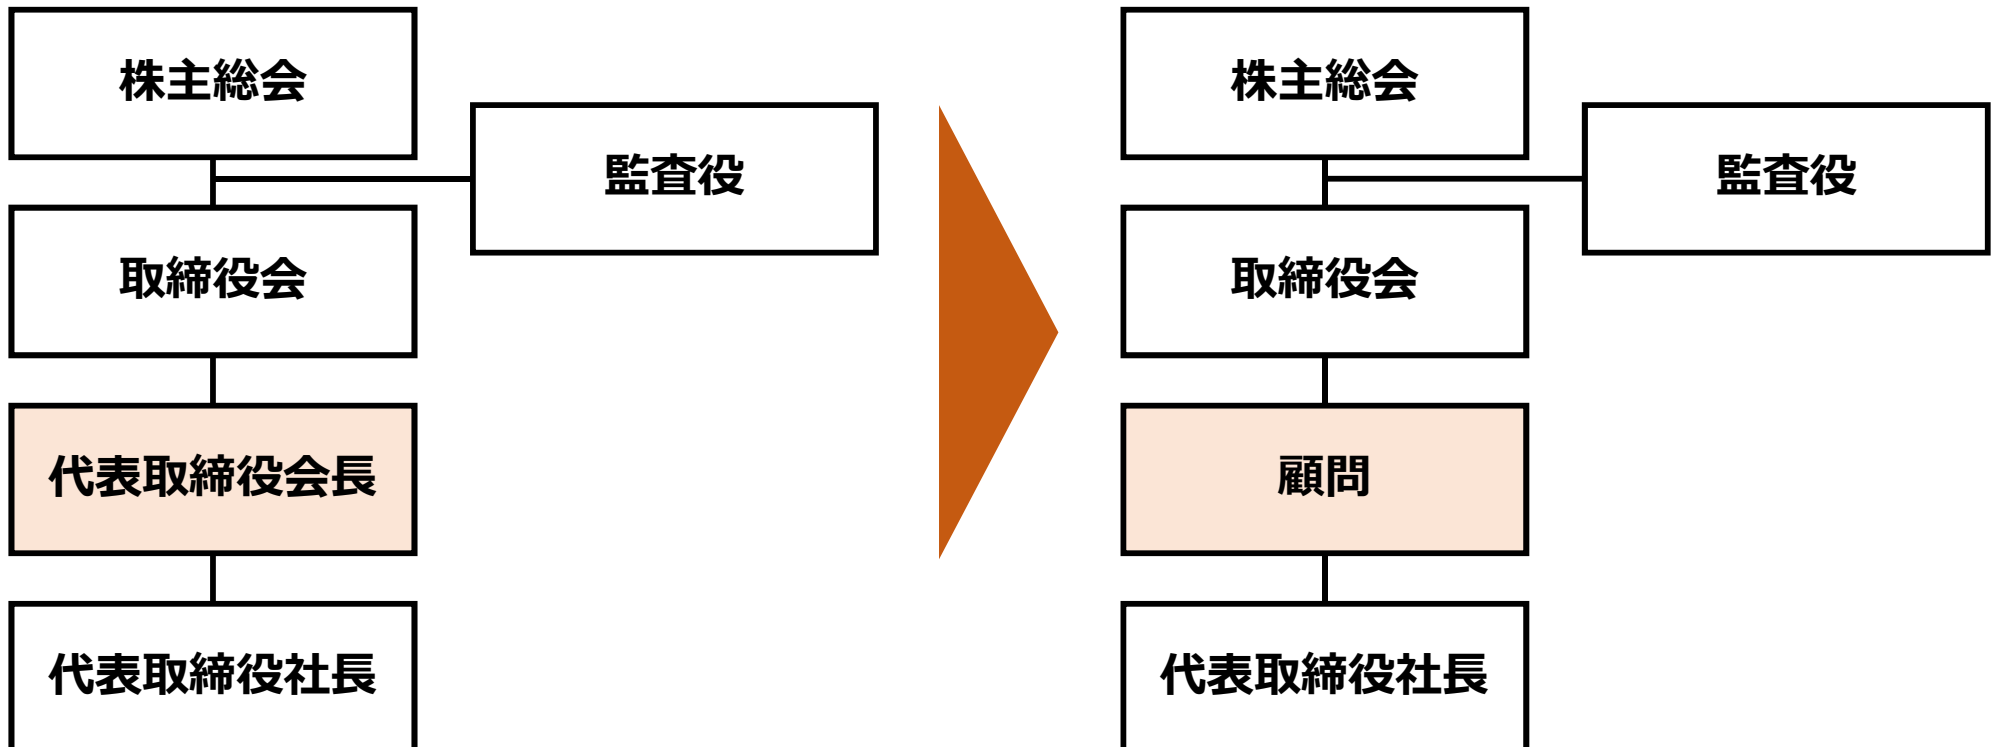 株主総会
監査役
取締役会
代表取締役会長
代表取締役社長
株主総会
監査役
取締役会
顧問
代表取締役社長